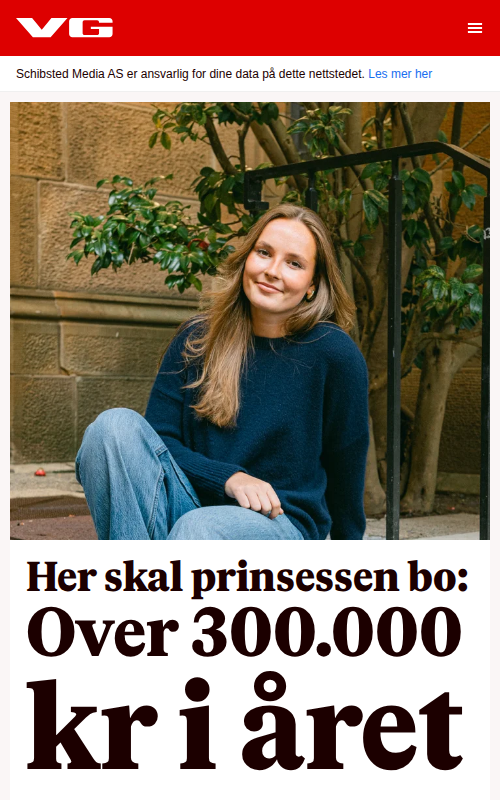 VG
Schibsted Media AS er ansvarlig for dine data på dette nettstedet. Les mer her
Her skal prinsessen bo:
Over 300.000
kr i året